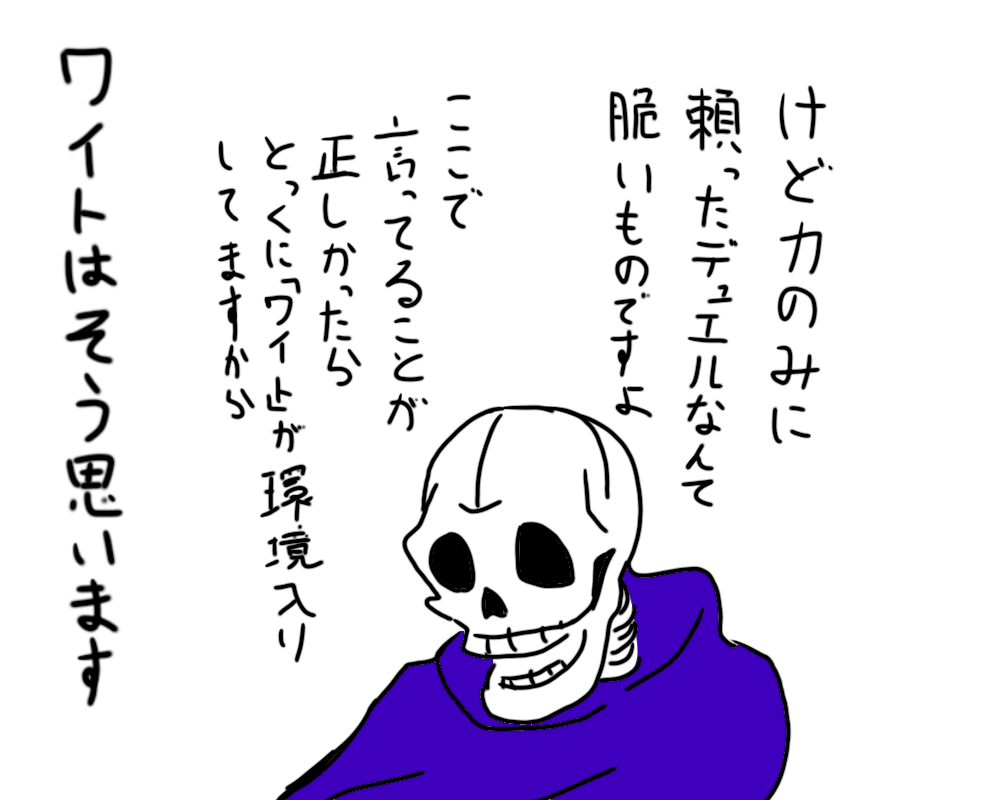 けど力のみに
頼ったデュエルなんて
脆いものですよ
ここで
言ってることが
正しかったら
とっくに「ワイト」が環境入り
してますから
ワイトはそう思います